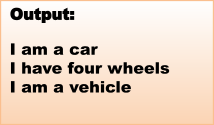 Output:
I am a car
I have four wheels
I am a vehicle